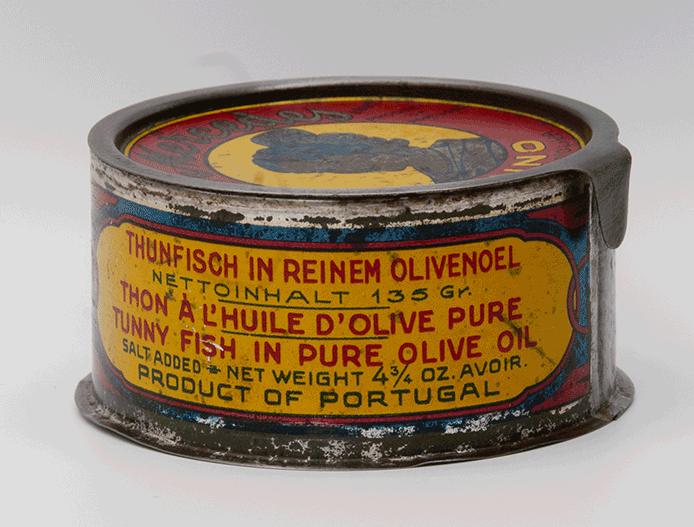 THUNFISCH IN REINEM OLIVENOEL
NETTOINHALT 135 Gr.
THON À L'HUILE D'OLIVE PURE
TUNNY FISH IN PURE OLIVE OIL
SALT ADDED NET WEIGHT 4¾ OZ. AVOIR.
PRODUCT OF PORTUGAL